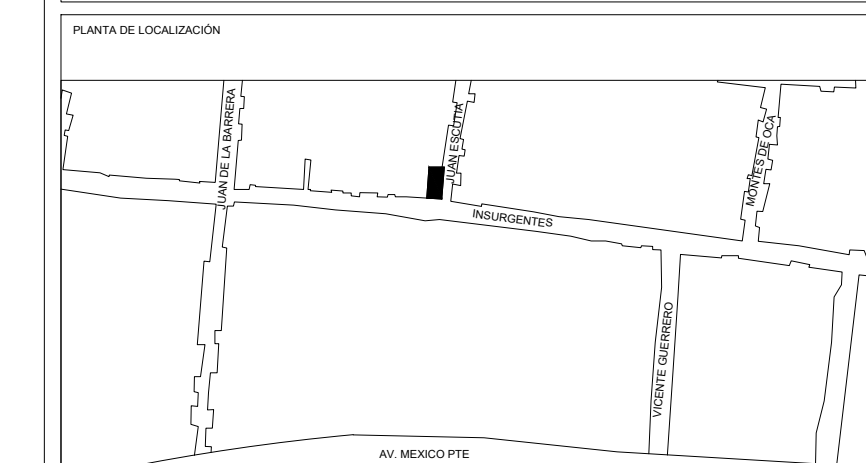 PLANTA DE LOCALIZACIÓN
JUAN DE LA BARRERA
JUAN ESCUTIA
MONTES DE OCA
INSURGENTES
VICENTE GUERRERO
AV. MEXICO PTE